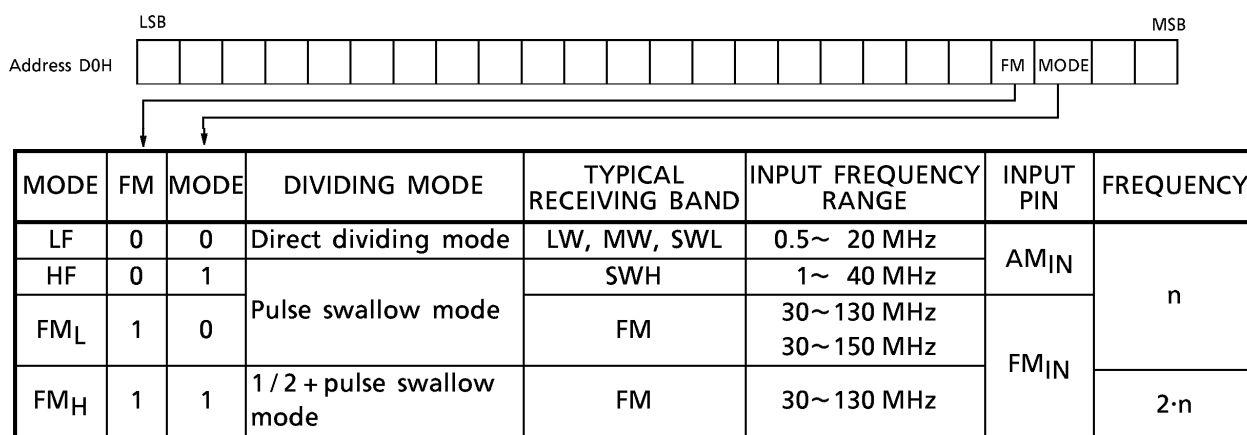 LSB MSB
Address D0H FM MODE
MODE FM MODE DIVIDING MODE TYPICAL RECEIVING BAND INPUT FREQUENCY RANGE INPUT PIN FREQUENCY
LF 0 0 Direct dividing mode LW, MW, SWL 0.5~ 20 MHz AMIN n
HF 0 1 Pulse swallow mode SWH 1~ 40 MHz
FML 1 0 FM 30~130 MHz
30~150 MHz
FMIN
FMH 1 1 1/2+pulse swallow mode FM 30~130 MHz 2·n